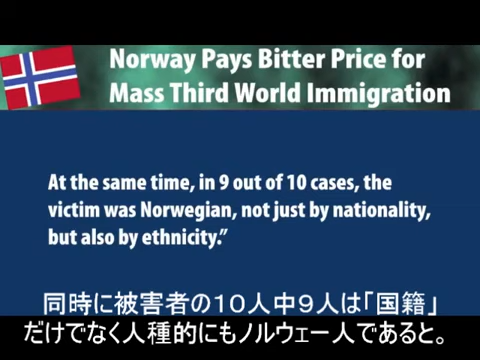 Norway Pays Bitter Price for
Mass Third World Immigration
At the same time, in 9 out of 10 cases, the
victim was Norwegian, not just by nationality,
but also by ethnicity.”
同時に被害者の１０人中９人は「国籍」
だけでなく人種的にもノルウェー人であると。